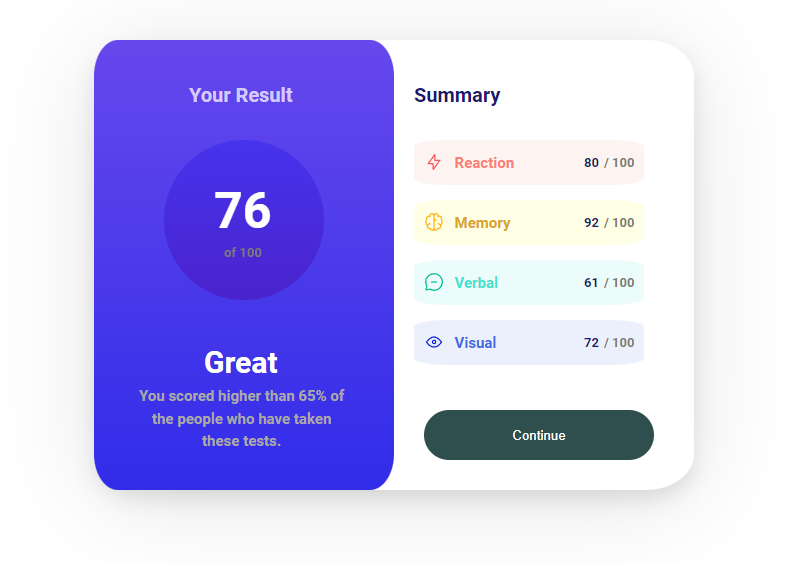 Your Result
76
of 100
Great
You scored higher than 65% of
the people who have taken
these tests.
Summary
Reaction 80 / 100
Memory 92 / 100
Verbal 61 / 100
Visual 72 / 100
Continue